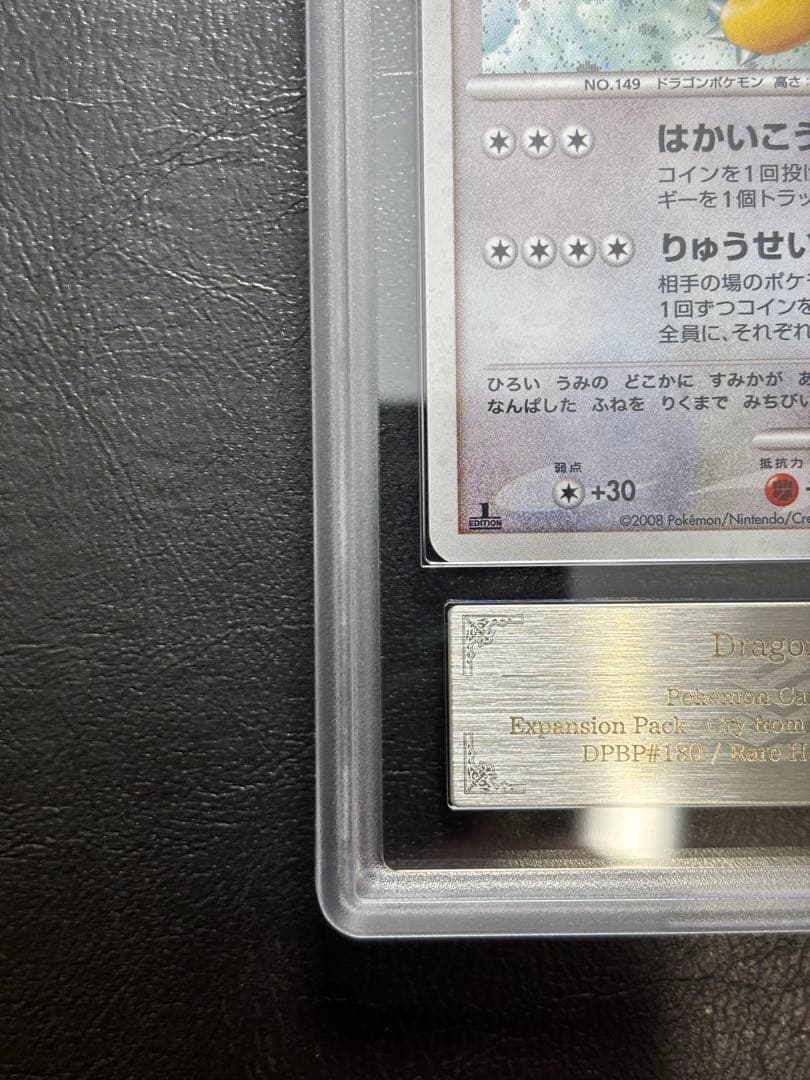 NO.149 ドラゴンポケモン 高さ
はかいこう
コインを1回投げ
ギーを1個トラッ
りゅうせい
相手の場のポケモ
1回ずつコインを
全員に、それぞれ
ひろい うみの どこかに すみかが あ
なんぱした ふねを りくまで みちびい
弱点
抵抗力
+30
1
EDITION
©2008 Pokémon/Nintendo/Cre
Drago
Pokémon Ca
Expansion Pack - Cry from
DPBP#180 / Rare H